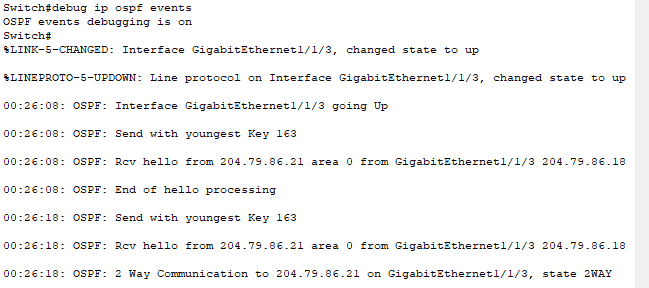 Switch#debug ip ospf events
OSPF events debugging is on
Switch#
%LINK-5-CHANGED: Interface GigabitEthernet1/1/3, changed state to up
%LINEPROTO-5-UPDOWN: Line protocol on Interface GigabitEthernet1/1/3, changed state to up
00:26:08: OSPF: Interface GigabitEthernet1/1/3 going Up
00:26:08: OSPF: Send with youngest Key 163
00:26:08: OSPF: Rcv hello from 204.79.86.21 area 0 from GigabitEthernet1/1/3 204.79.86.18
00:26:08: OSPF: End of hello processing
00:26:18: OSPF: Send with youngest Key 163
00:26:18: OSPF: Rcv hello from 204.79.86.21 area 0 from GigabitEthernet1/1/3 204.79.86.18
00:26:18: OSPF: 2 Way Communication to 204.79.86.21 on GigabitEthernet1/1/3, state 2WAY